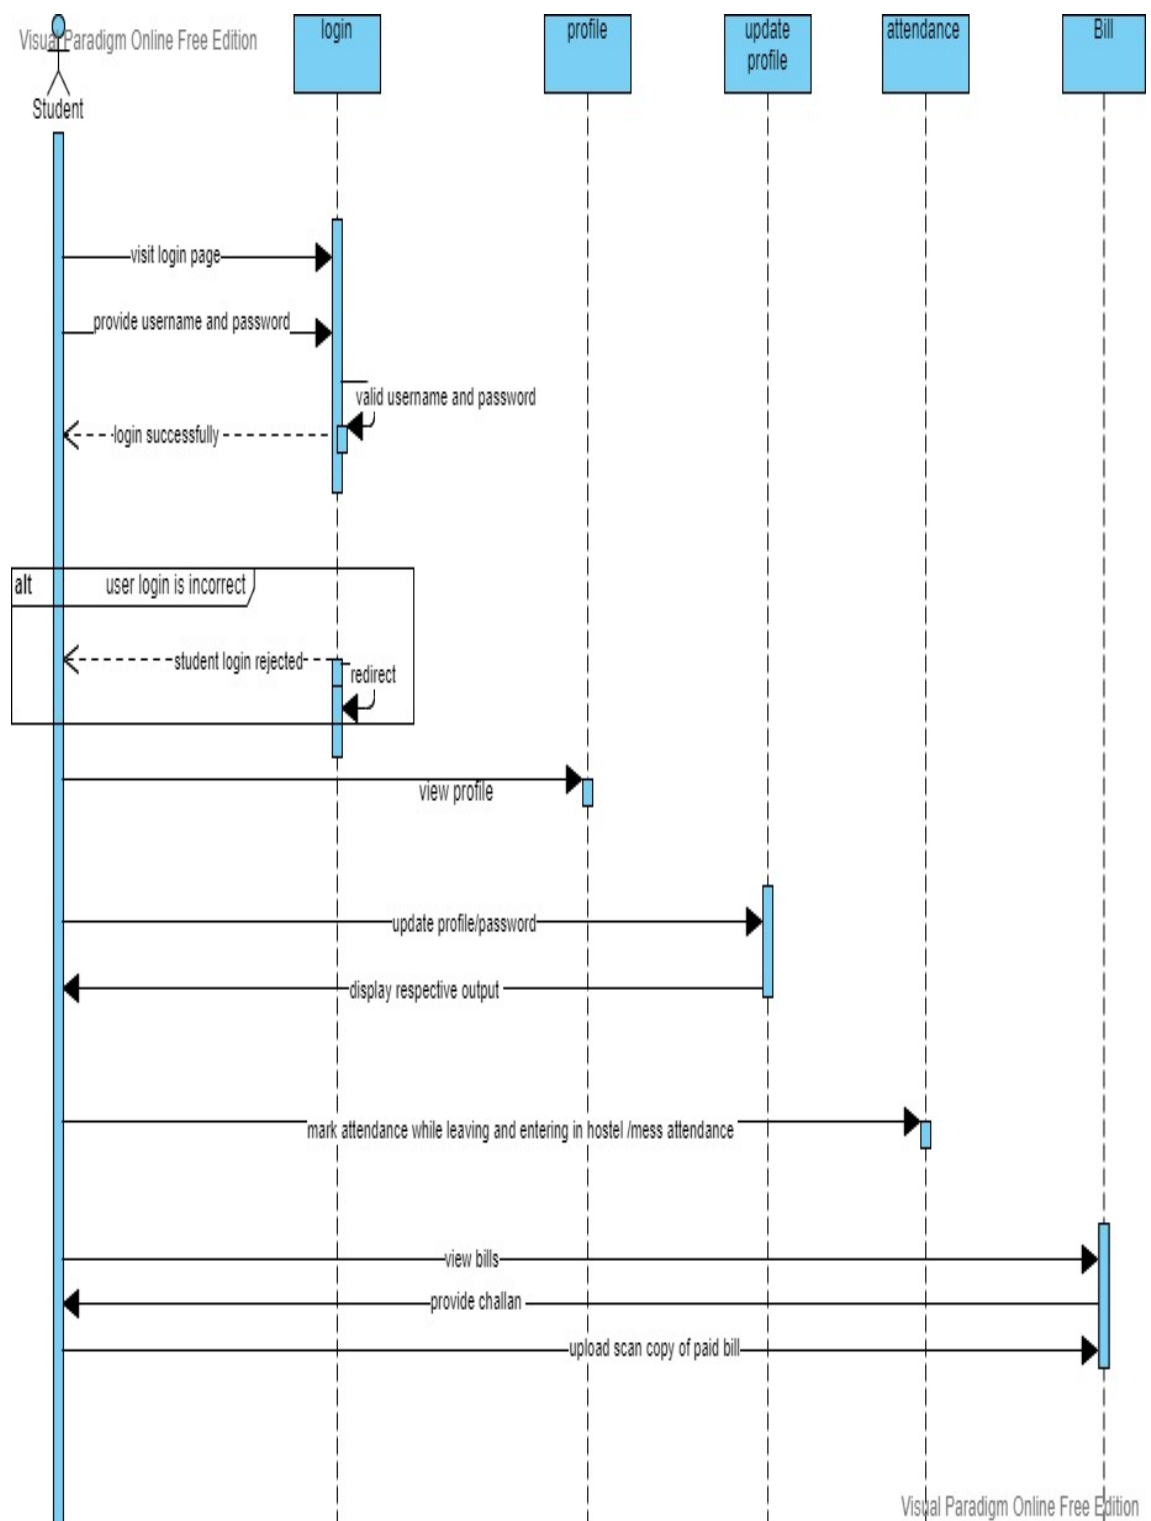 Visual Paradigm Online Free Edition
Student
login
profile
update
profile
attendance
Bill
visit login page
provide username and password
valid username and password
login successfully
alt user login is incorrect
student login rejected
redirect
view profile
update profile/password
display respective output
mark attendance while leaving and entering in hostel /mess attendance
view bills
provide challan
upload scan copy of paid bill
Visual Paradigm Online Free Edition